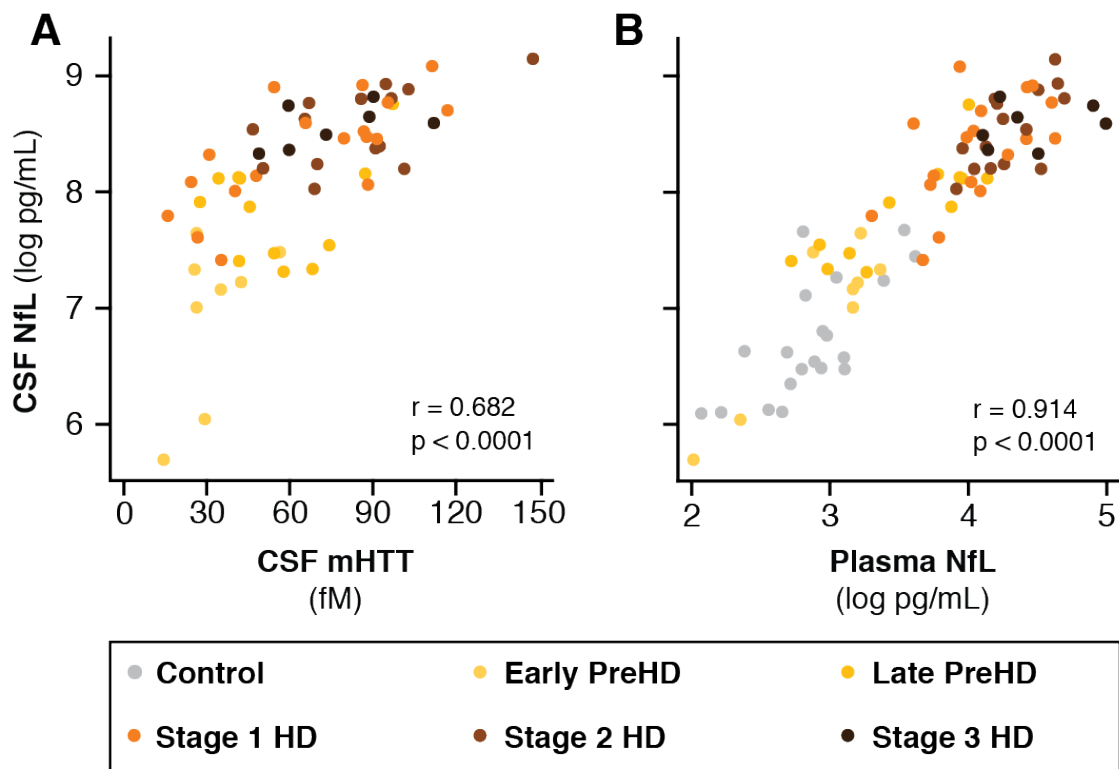 A
B
9
8
7
6
CSF NfL (log pg/mL)
r = 0.682
p < 0.0001
r = 0.914
p < 0.0001
0 30 60 90 120 150
2 3 4 5
CSF mHTT
(fM)
Plasma NfL
(log pg/mL)
Control
Early PreHD
Late PreHD
Stage 1 HD
Stage 2 HD
Stage 3 HD